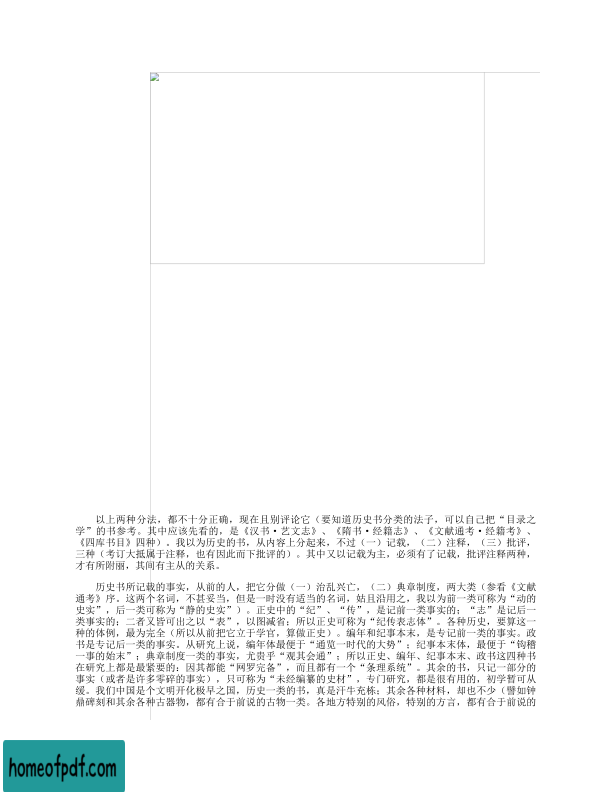 以上两种分法，都不十分正确，现在且别评论它（要知道历史书分类的法子，可以自己把“目录之
学”的书参考。其中应该先看的，是《汉书·艺文志》、《隋书·经籍志》、《文献通考·经籍考》、
《四库书目》四种）．我以为历史的书，从内容上分起来，不过（一）记载，（二）注释，（三）批评，
三种（考订大抵属于注释，也有因此而下批评的）。其中又以记载为主，必须有了记载，批评注释两种，
才有所附丽，其间有主从的关系。
历史书所记载的事实，从前的人，把它分做（一）治乱兴亡，（二）典章制度，两大类（参看《文献
通考》序。这两个名词，不甚妥当，但是一时没有适当的名词，姑且沿用之，我以为前一类可称为“动的
史实”，后一类可称为“静的史实”）。正史中的“纪”、“传”，是记前一类事实的；“志”是记后一
类事实的；二者又皆可出之以“表”，以图减省；所以正史可称为“纪传表志体”。各种历史，要算这一
种的体例，最为完全（所以从前把它立于学官，算做正史）。编年和纪事本末，是专记前一类的事实。政
书是专记后一类的事实。从研究上说，编年体最便于“通览一时代的大势”；纪事本末体，最便于“钩稽
一事的始末”；典章制度一类的事实，尤贵乎“观其会通”；所以正史、编年、纪事本末、政书这四种书
在研究上都是最紧要的：因其都能“网罗完备”，而且都有一个“条理系统”。其余的书，只记一部分的
事实（或者是许多零碎的事实），只可称为“未经编纂的史材”，专门研究，都是很有用的，初学暂可从
缓。我们中国是个文明开化极早之国，历史一类的书，真是汗牛充栋；其余各种材料，却也不少（譬如钟
鼎碑刻和其余各种古器物，都有合于前说的古物一类。各地方特别的风俗，特别的方言，都有合于前说的
homeofpdf.com